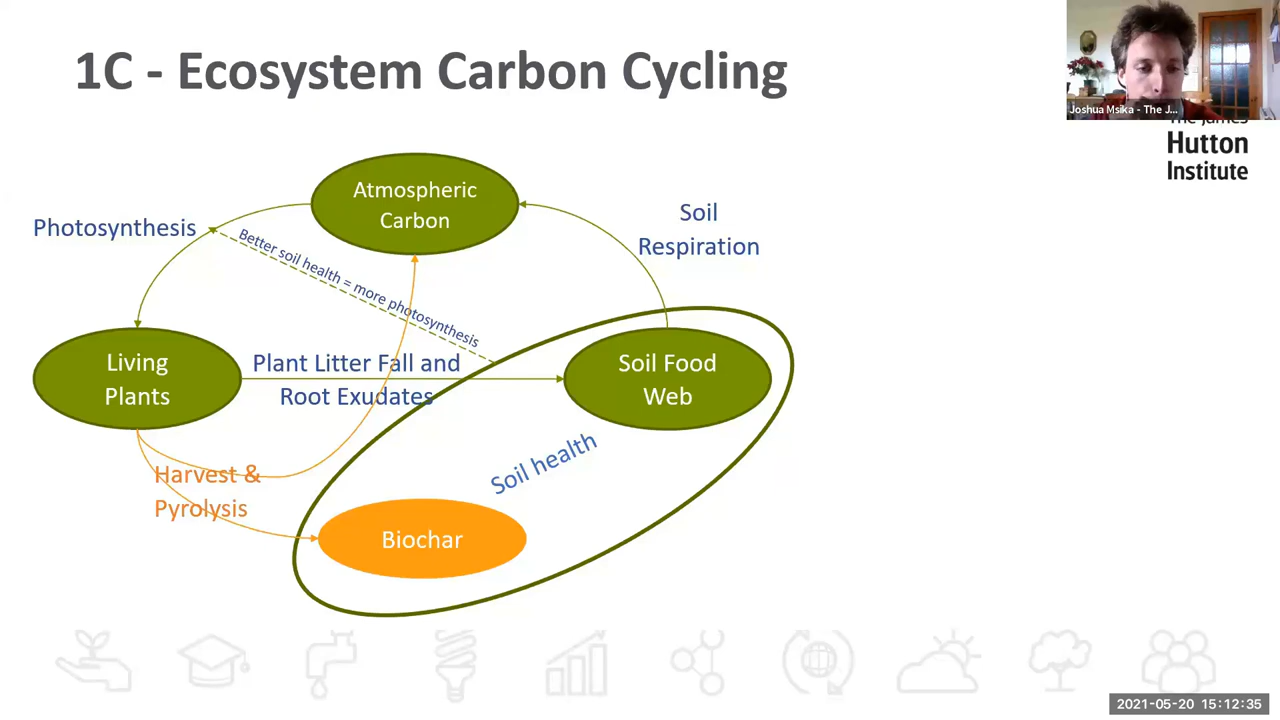 1C - Ecosystem Carbon Cycling
Joshua Msika - The J...
The James
Hutton
Institute
Atmospheric
Carbon
Photosynthesis
Soil
Respiration
Better soil health = more photosynthesis
Living
Plants
Plant Litter Fall and
Root Exudates
Soil Food
Web
Soil health
Harvest &
Pyrolysis
Biochar
2021-05-20 15:12:35